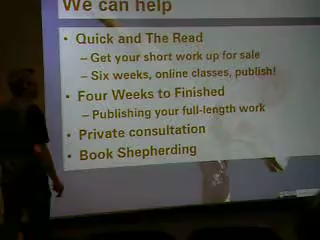 We can help
• Quick and The Read
– Get your short work up for sale
– Six weeks, online classes, publish!
• Four Weeks to Finished
– Publishing your full-length work
• Private consultation
• Book Shepherding